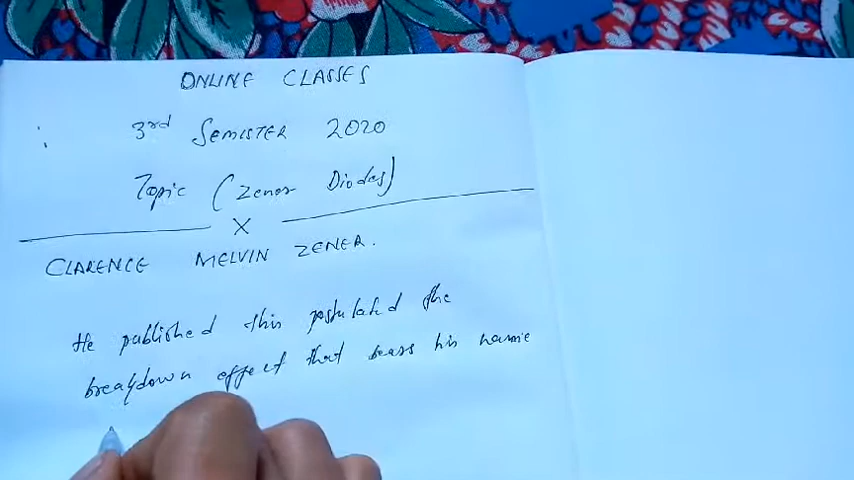 ONLINE CLASSES
3rd SEMISTER 2020
Topic (Zener Diodes)
X
CLARENCE MELVIN ZENER.
He published this postulated the
breakdown effect that bears his name